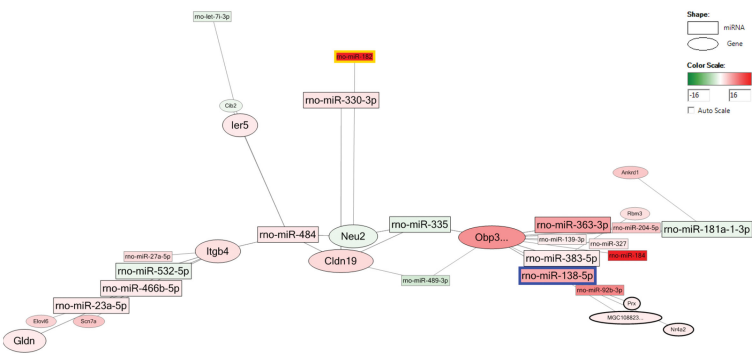 rno-let-7i-3p
Shape:
miRNA
Gene
rno-miR-182
Color Scale:
-16
16
Auto Scale
rno-miR-330-3p
Cib2
Ier5
Ankrd1
Rbm3
rno-miR-335
rno-miR-363-3p
rno-miR-204-5p
rno-miR-181a-1-3p
rno-miR-484
Neu2
Obp3...
rno-miR-139-3p
rno-miR-327
Itgb4
rno-miR-27a-5p
Cldn19
rno-miR-383-5p
rno-miR-184
rno-miR-532-5p
rno-miR-138-5p
rno-miR-489-3p
rno-miR-466b-5p
rno-miR-92b-3p
rno-miR-23a-5p
Prx
Elovl6
Scn7a
MGC108823...
Nr4a2
Gldn